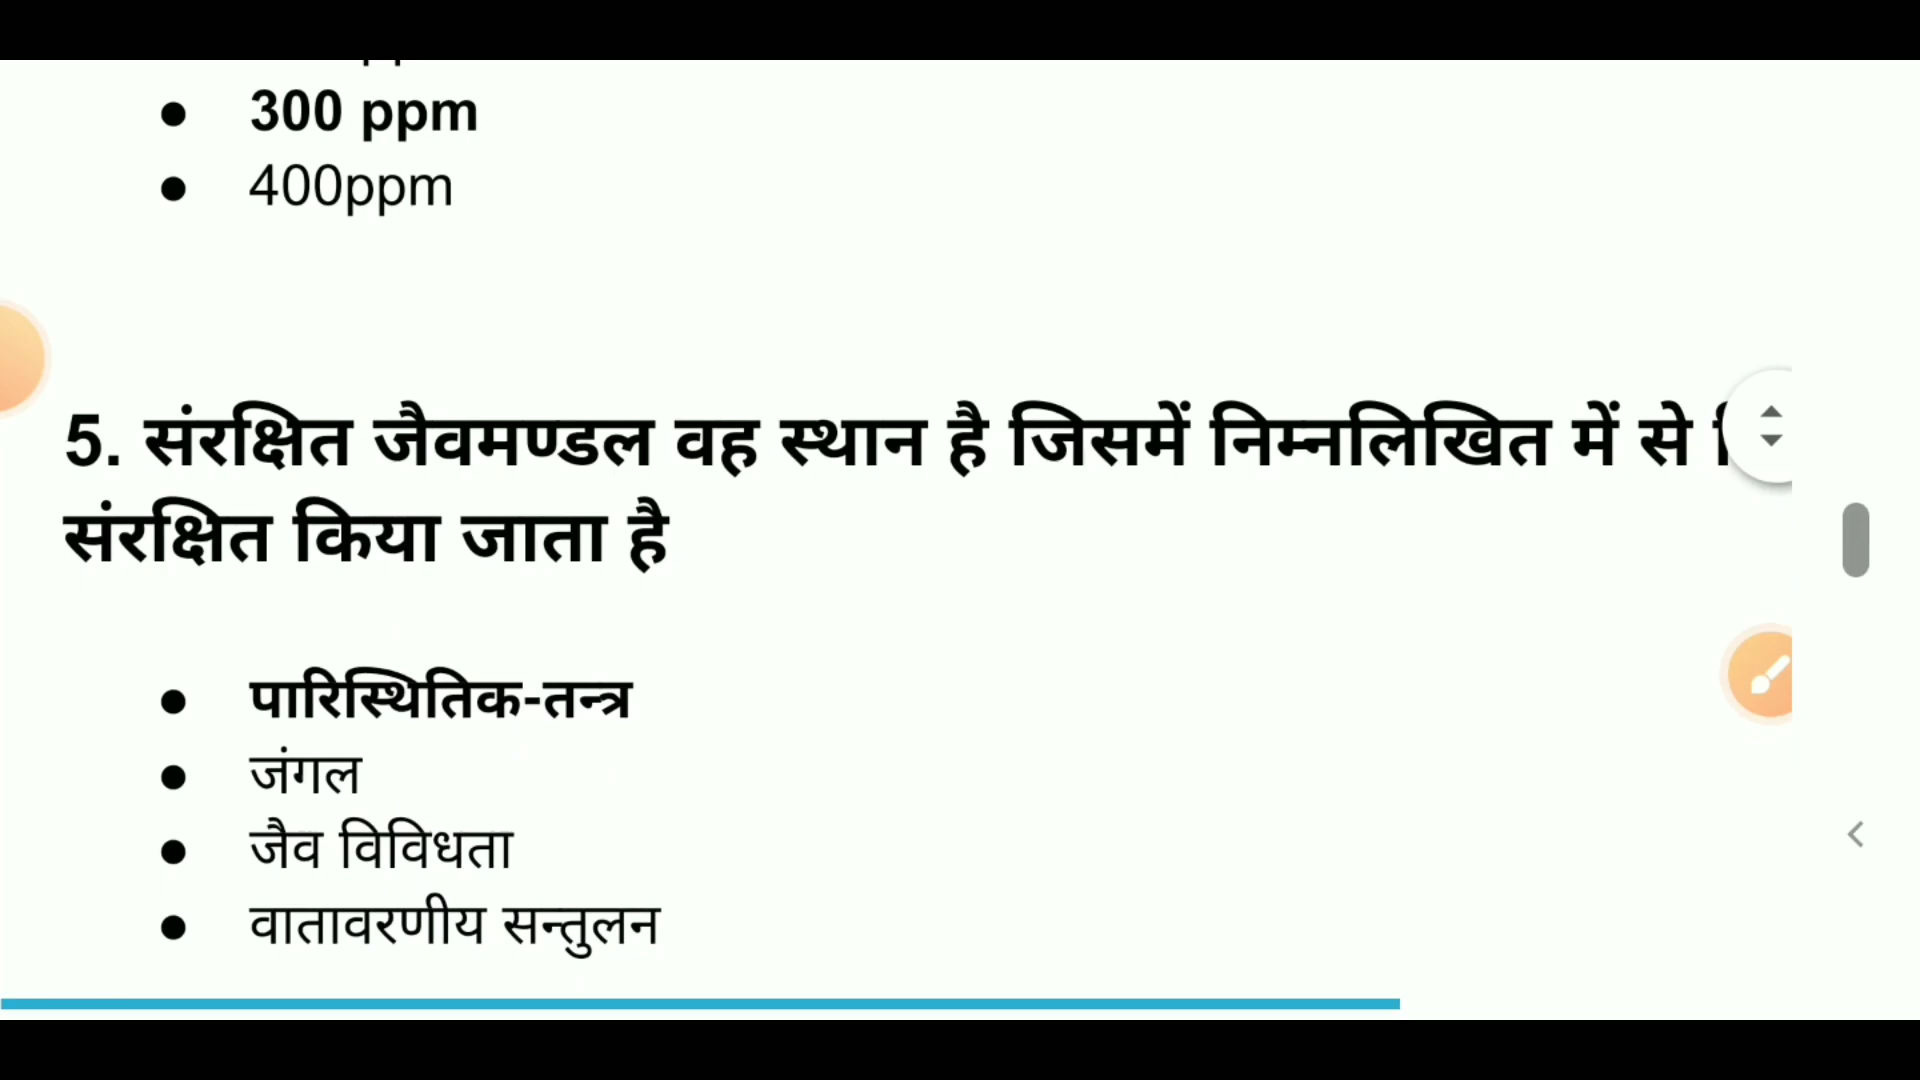 ● 300 ppm
● 400ppm
5. संरक्षित जैवमण्डल वह स्थान है जिसमें निम्नलिखित में से
संरक्षित किया जाता है
● पारिस्थितिक-तन्त्र
● जंगल
● जैव विविधता
● वातावरणीय सन्तुलन